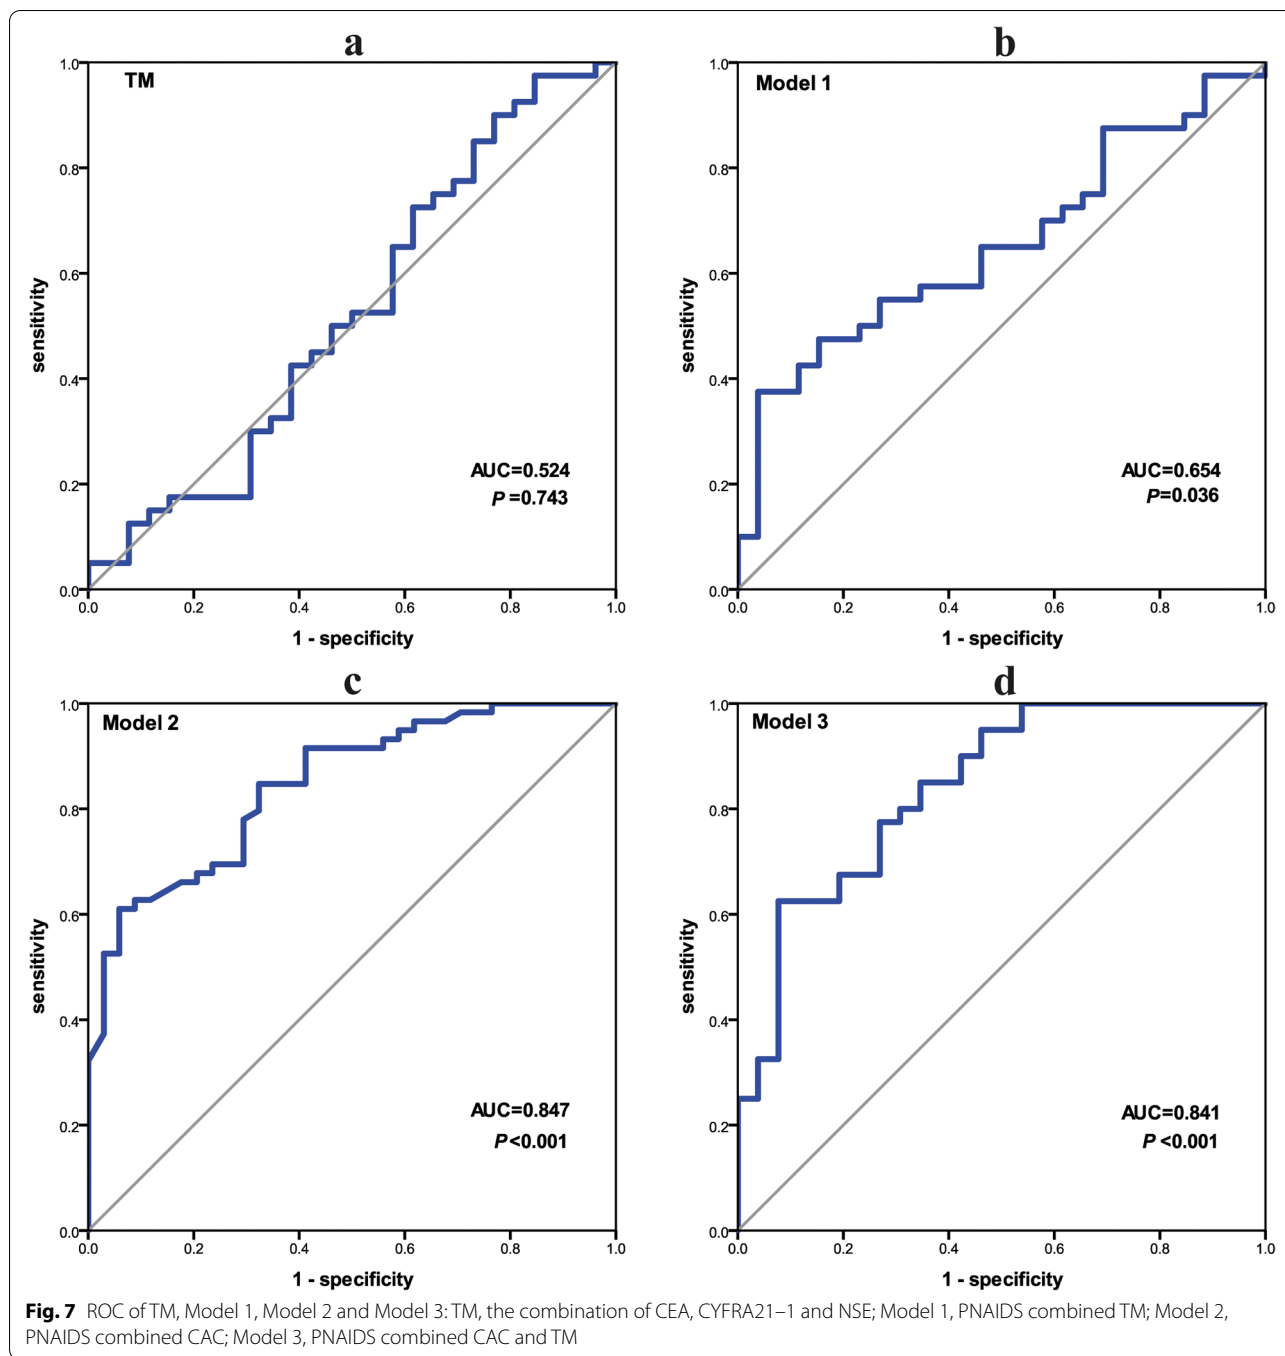 a
TM
sensitivity
1.0
0.8
0.6
0.4
0.2
0.0
AUC=0.524
P =0.743
0.0 0.2 0.4 0.6 0.8 1.0
1 - specificity
b
Model 1
sensitivity
1.0
0.8
0.6
0.4
0.2
0.0
AUC=0.654
P=0.036
0.0 0.2 0.4 0.6 0.8 1.0
1 - specificity
c
Model 2
sensitivity
1.0
0.8
0.6
0.4
0.2
0.0
AUC=0.847
P<0.001
0.0 0.2 0.4 0.6 0.8 1.0
1 - specificity
d
Model 3
sensitivity
1.0
0.8
0.6
0.4
0.2
0.0
AUC=0.841
P <0.001
0.0 0.2 0.4 0.6 0.8 1.0
1 - specificity
Fig. 7 ROC of TM, Model 1, Model 2 and Model 3: TM, the combination of CEA, CYFRA21–1 and NSE; Model 1, PNAIDS combined TM; Model 2,
PNAIDS combined CAC; Model 3, PNAIDS combined CAC and TM